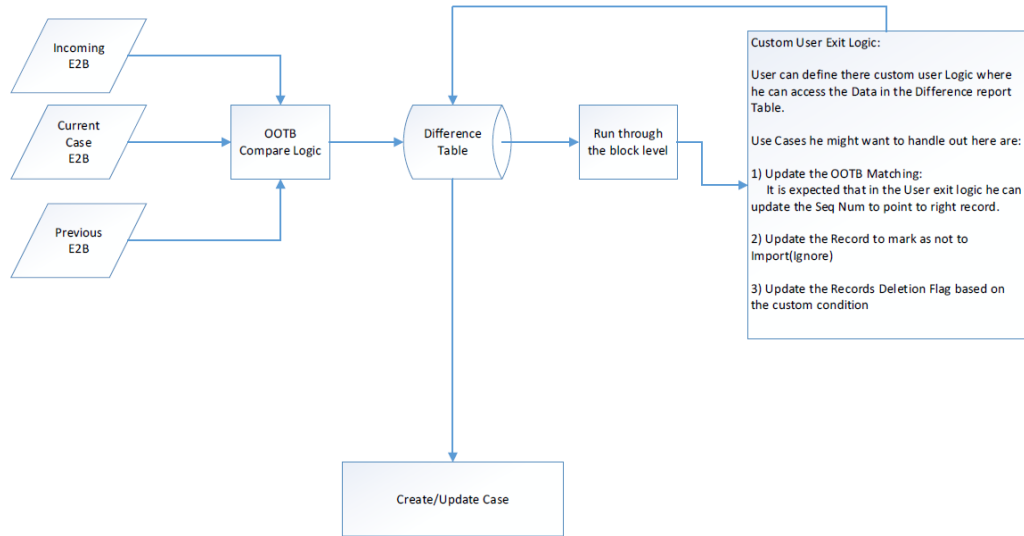 Incoming
E2B
Current
Case
E2B
Previous
E2B
OOTB
Compare Logic
Difference
Table
Run through
the block level
Custom User Exit Logic:
User can define there custom user Logic where
he can access the Data in the Difference report
Table.
Use Cases he might want to handle out here are:
1) Update the OOTB Matching:
It is expected that in the User exit logic he can
update the Seq Num to point to right record.
2) Update the Record to mark as not to
Import(Ignore)
3) Update the Records Deletion Flag based on
the custom condition
Create/Update Case